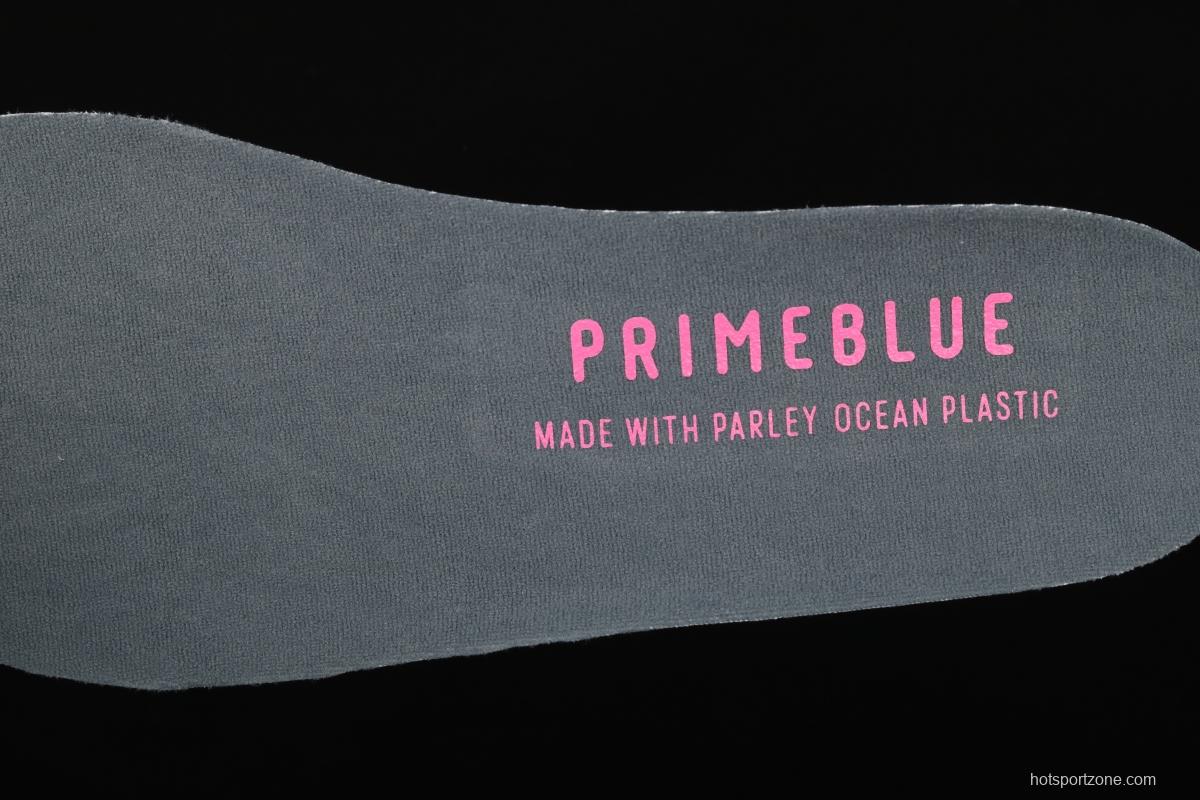 PRIMEBLUE
MADE WITH PARLEY OCEAN PLASTIC
hotsportzone.com